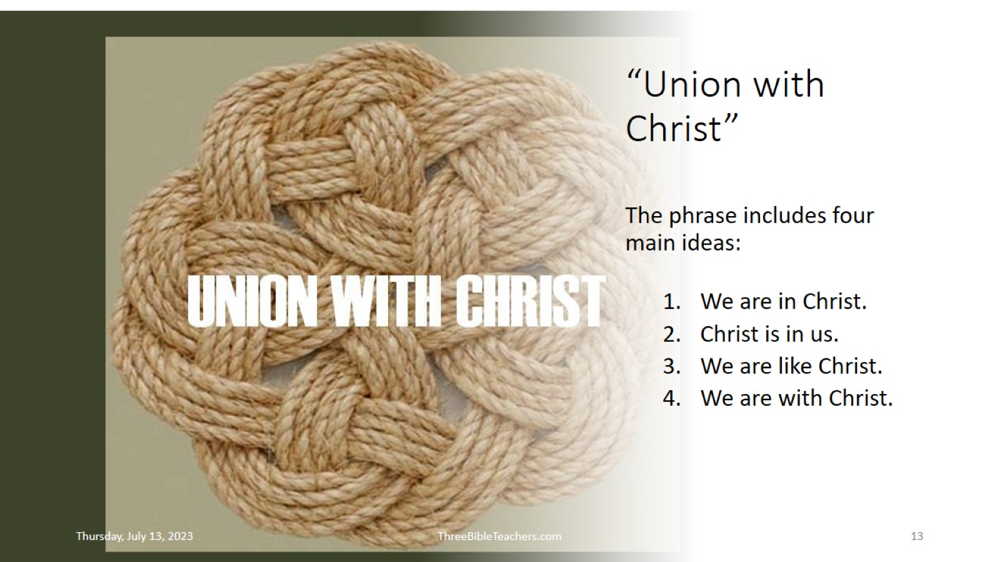 “Union with
Christ”
The phrase includes four
main ideas:
UNION WITH CHRIST
1. We are in Christ.
2. Christ is in us.
3. We are like Christ.
4. We are with Christ.
Thursday, July 13, 2023
ThreeBibleTeachers.com
13